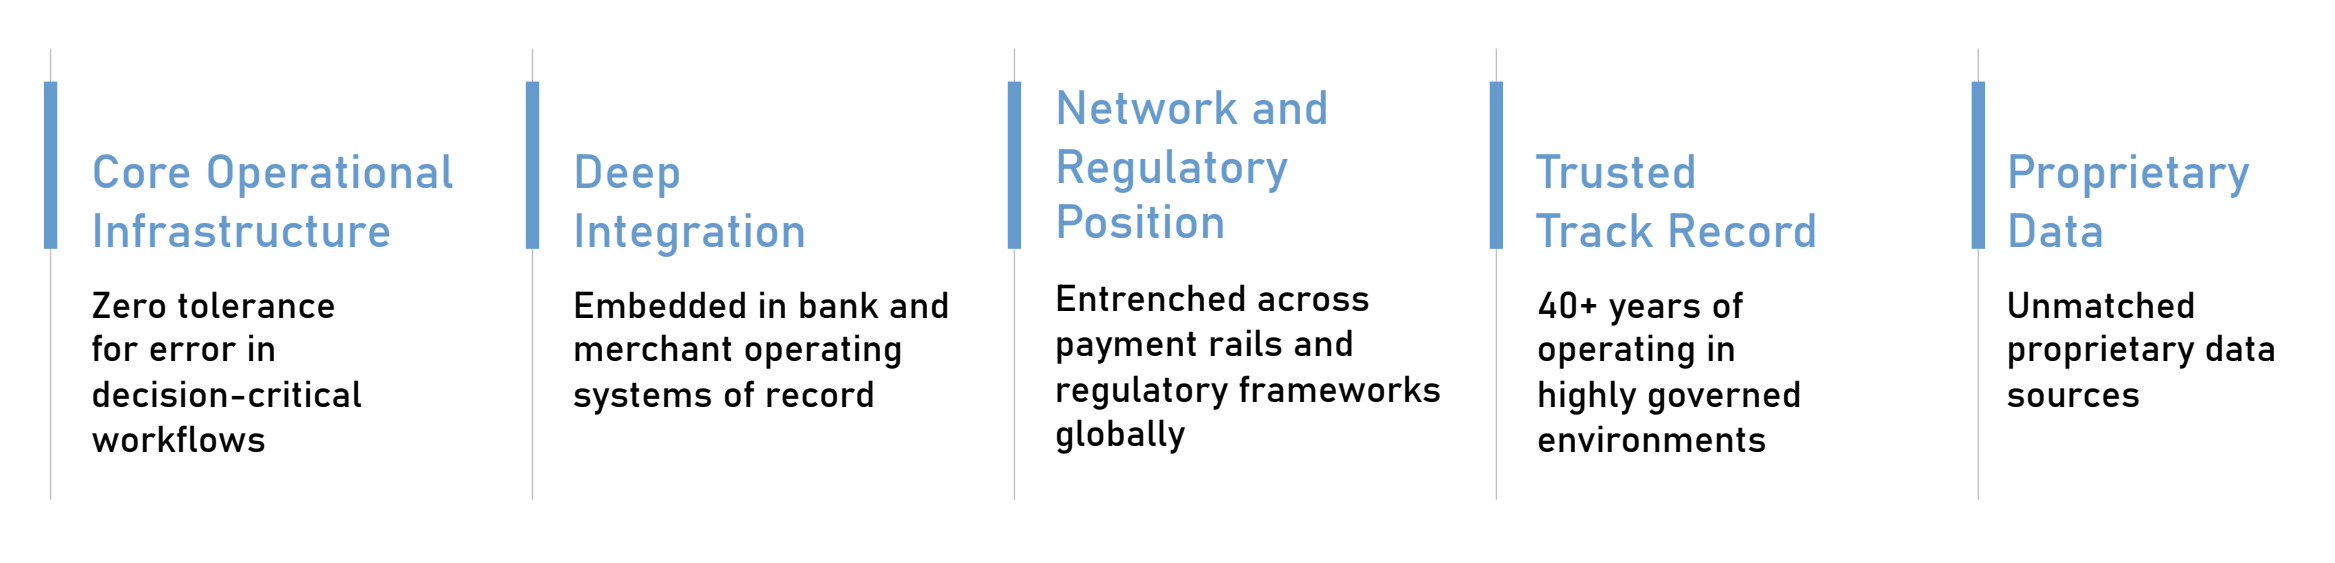 Core Operational
Infrastructure
Zero tolerance
for error in
decision-critical
workflows
Deep
Integration
Embedded in bank and
merchant operating
systems of record
Network and
Regulatory
Position
Entrenched across
payment rails and
regulatory frameworks
globally
Trusted
Track Record
40+ years of
operating in
highly governed
environments
Proprietary
Data
Unmatched
proprietary data
sources